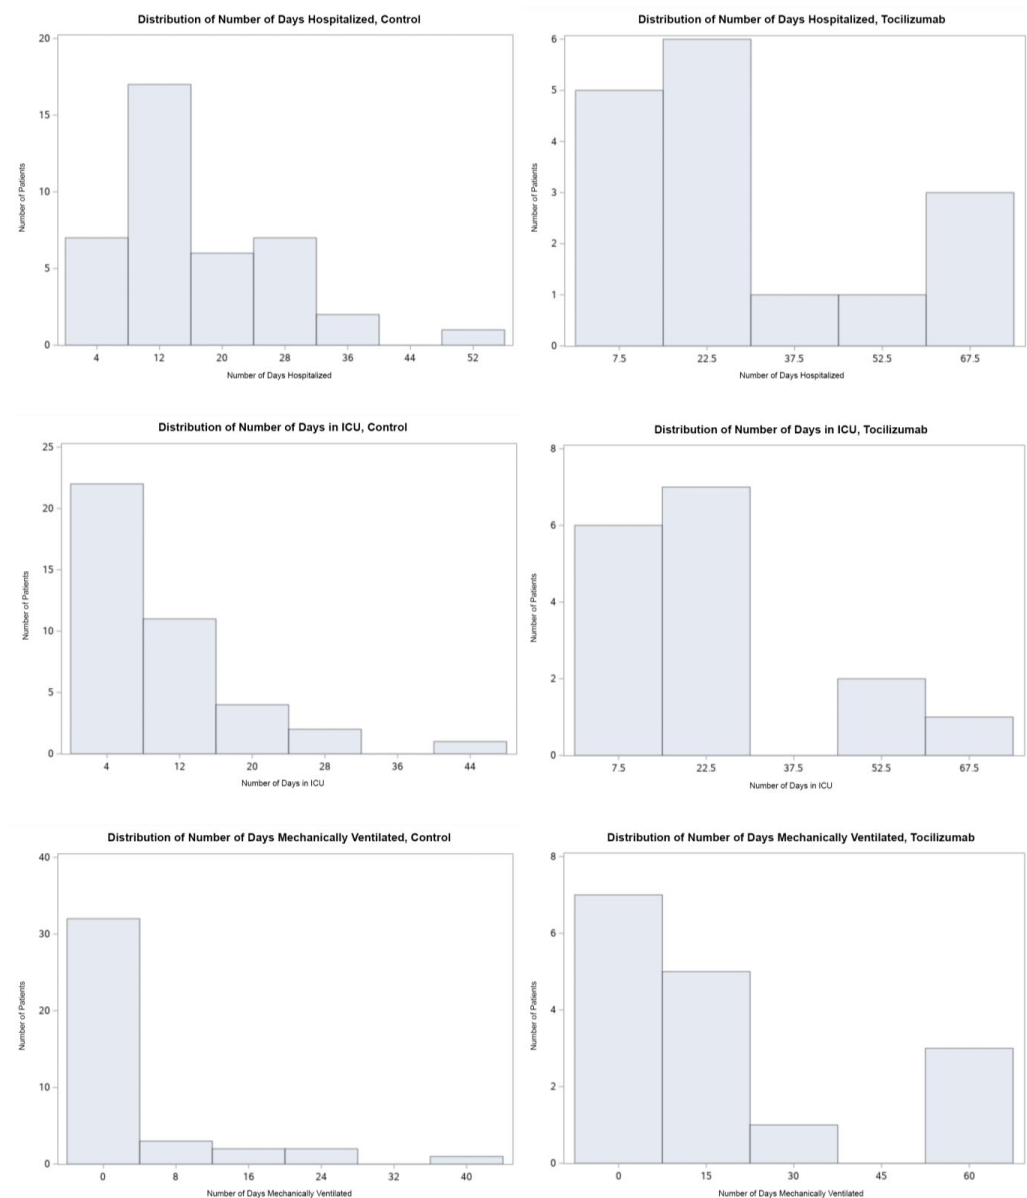 Distribution of Number of Days Hospitalized, Control
20
15
10
5
0
Number of Patients
4 12 20 28 36 44 52
Number of Days Hospitalized
Distribution of Number of Days Hospitalized, Tocilizumab
6
5
4
3
2
1
0
Number of Patients
7.5 22.5 37.5 52.5 67.5
Number of Days Hospitalized
Distribution of Number of Days in ICU, Control
25
20
15
10
5
0
Number of Patients
4 12 20 28 36 44
Number of Days in ICU
Distribution of Number of Days in ICU, Tocilizumab
8
6
4
2
0
Number of Patients
7.5 22.5 37.5 52.5 67.5
Number of Days in ICU
Distribution of Number of Days Mechanically Ventilated, Control
40
30
20
10
0
Number of Patients
0 8 16 24 32 40
Number of Days Mechanically Ventilated
Distribution of Number of Days Mechanically Ventilated, Tocilizumab
8
6
4
2
0
Number of Patients
0 15 30 45 60
Number of Days Mechanically Ventilated